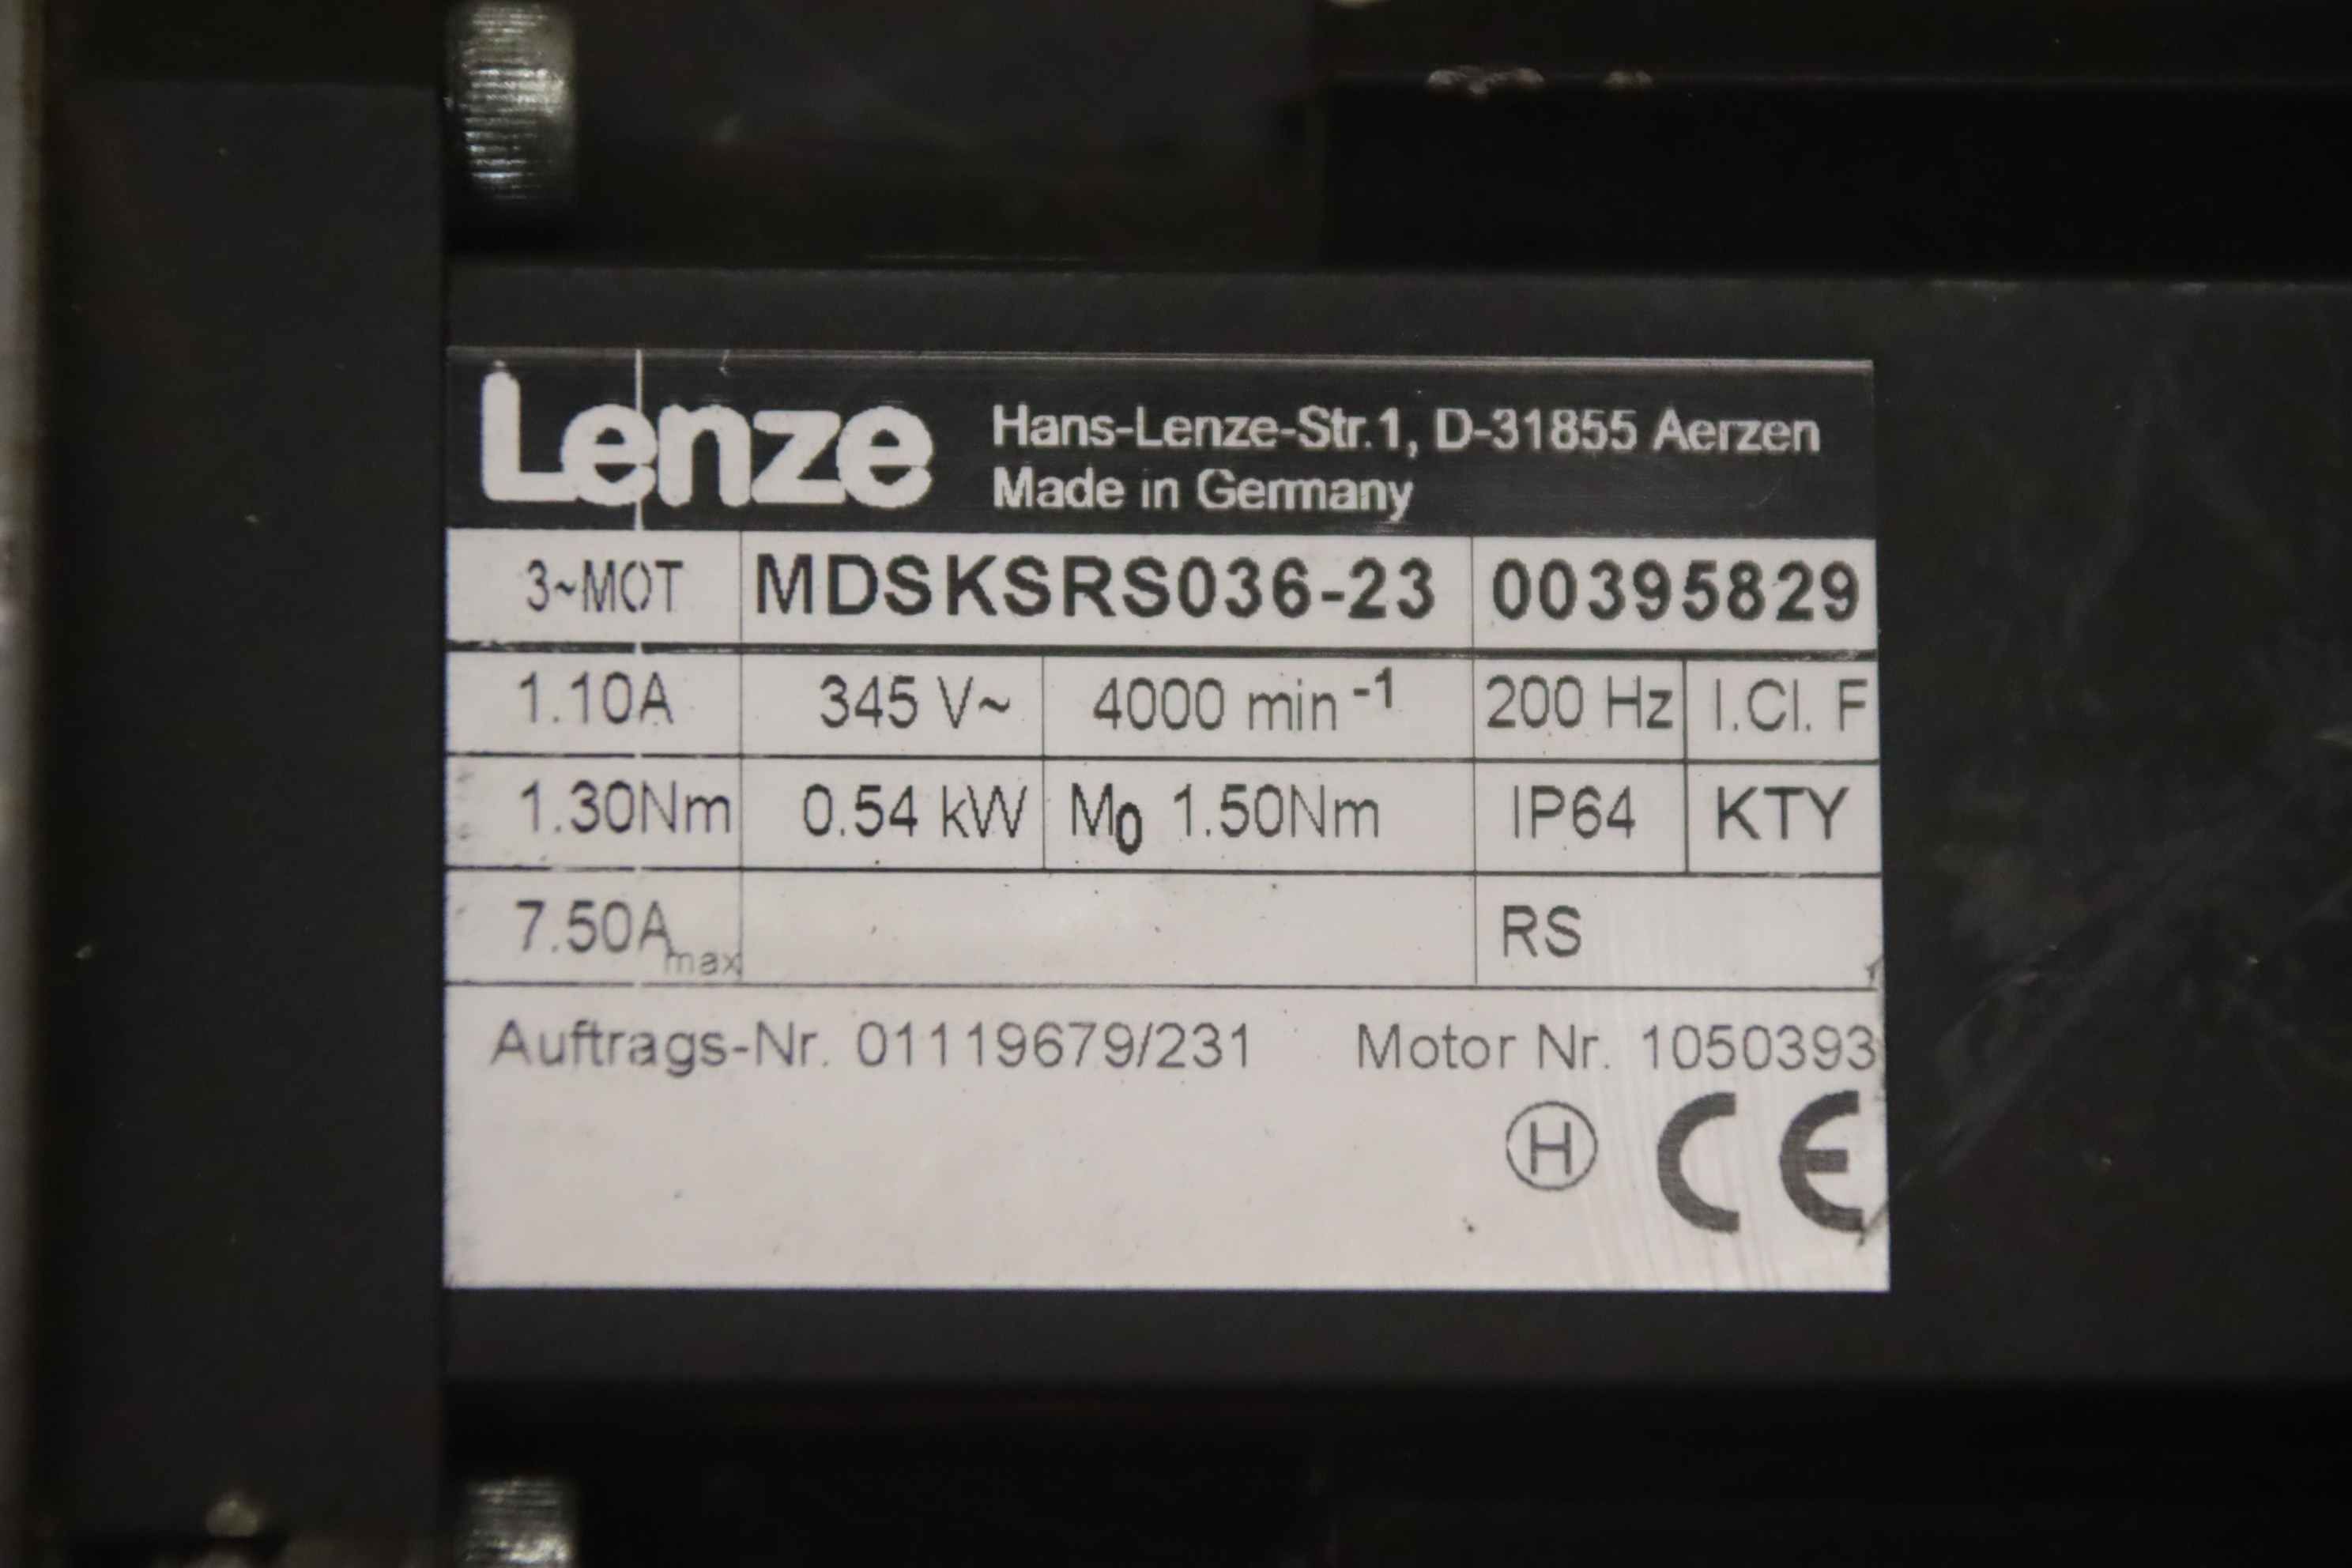 Lenze
Hans-Lenze-Str.1, D-31855 Aerzen
Made in Germany
3~MOT MDSKSRS036-23 00395829
1.10A 345 V~ 4000 min -1 200 Hz I.Cl. F
1.30Nm 0.54 kW M0 1.50Nm IP64 KTY
7.50Amax RS
Auftrags-Nr. 01119679/231 Motor Nr. 1050393
H CE